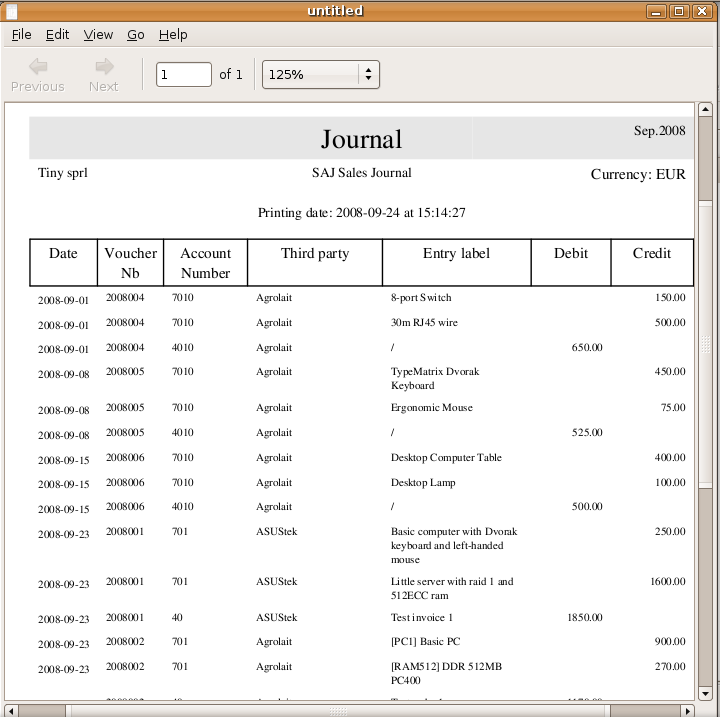 untitled
File Edit View Go Help
Previous Next 1 of 1 125%
Journal Sep.2008
Tiny sprl SAJ Sales Journal Currency: EUR
Printing date: 2008-09-24 at 15:14:27
Date Voucher Account Third party Entry label Debit Credit
Nb Number
2008-09-01 2008004 7010 Agrolait 8-port Switch 150.00
2008-09-01 2008004 7010 Agrolait 30m RJ45 wire 500.00
2008-09-01 2008004 4010 Agrolait / 650.00
2008-09-08 2008005 7010 Agrolait TypeMatrix Dvorak 450.00
Keyboard
2008-09-08 2008005 7010 Agrolait Ergonomic Mouse 75.00
2008-09-08 2008005 4010 Agrolait / 525.00
2008-09-15 2008006 7010 Agrolait Desktop Computer Table 400.00
2008-09-15 2008006 7010 Agrolait Desktop Lamp 100.00
2008-09-15 2008006 4010 Agrolait / 500.00
2008-09-23 2008001 701 ASUStek Basic computer with Dvorak 250.00
keyboard and left-handed
mouse
2008-09-23 2008001 701 ASUStek Little server with raid 1 and 1600.00
512ECC ram
2008-09-23 2008001 40 ASUStek Test invoice 1 1850.00
2008-09-23 2008002 701 Agrolait [PC1] Basic PC 900.00
2008-09-23 2008002 701 Agrolait [RAM512] DDR 512MB 270.00
PC400